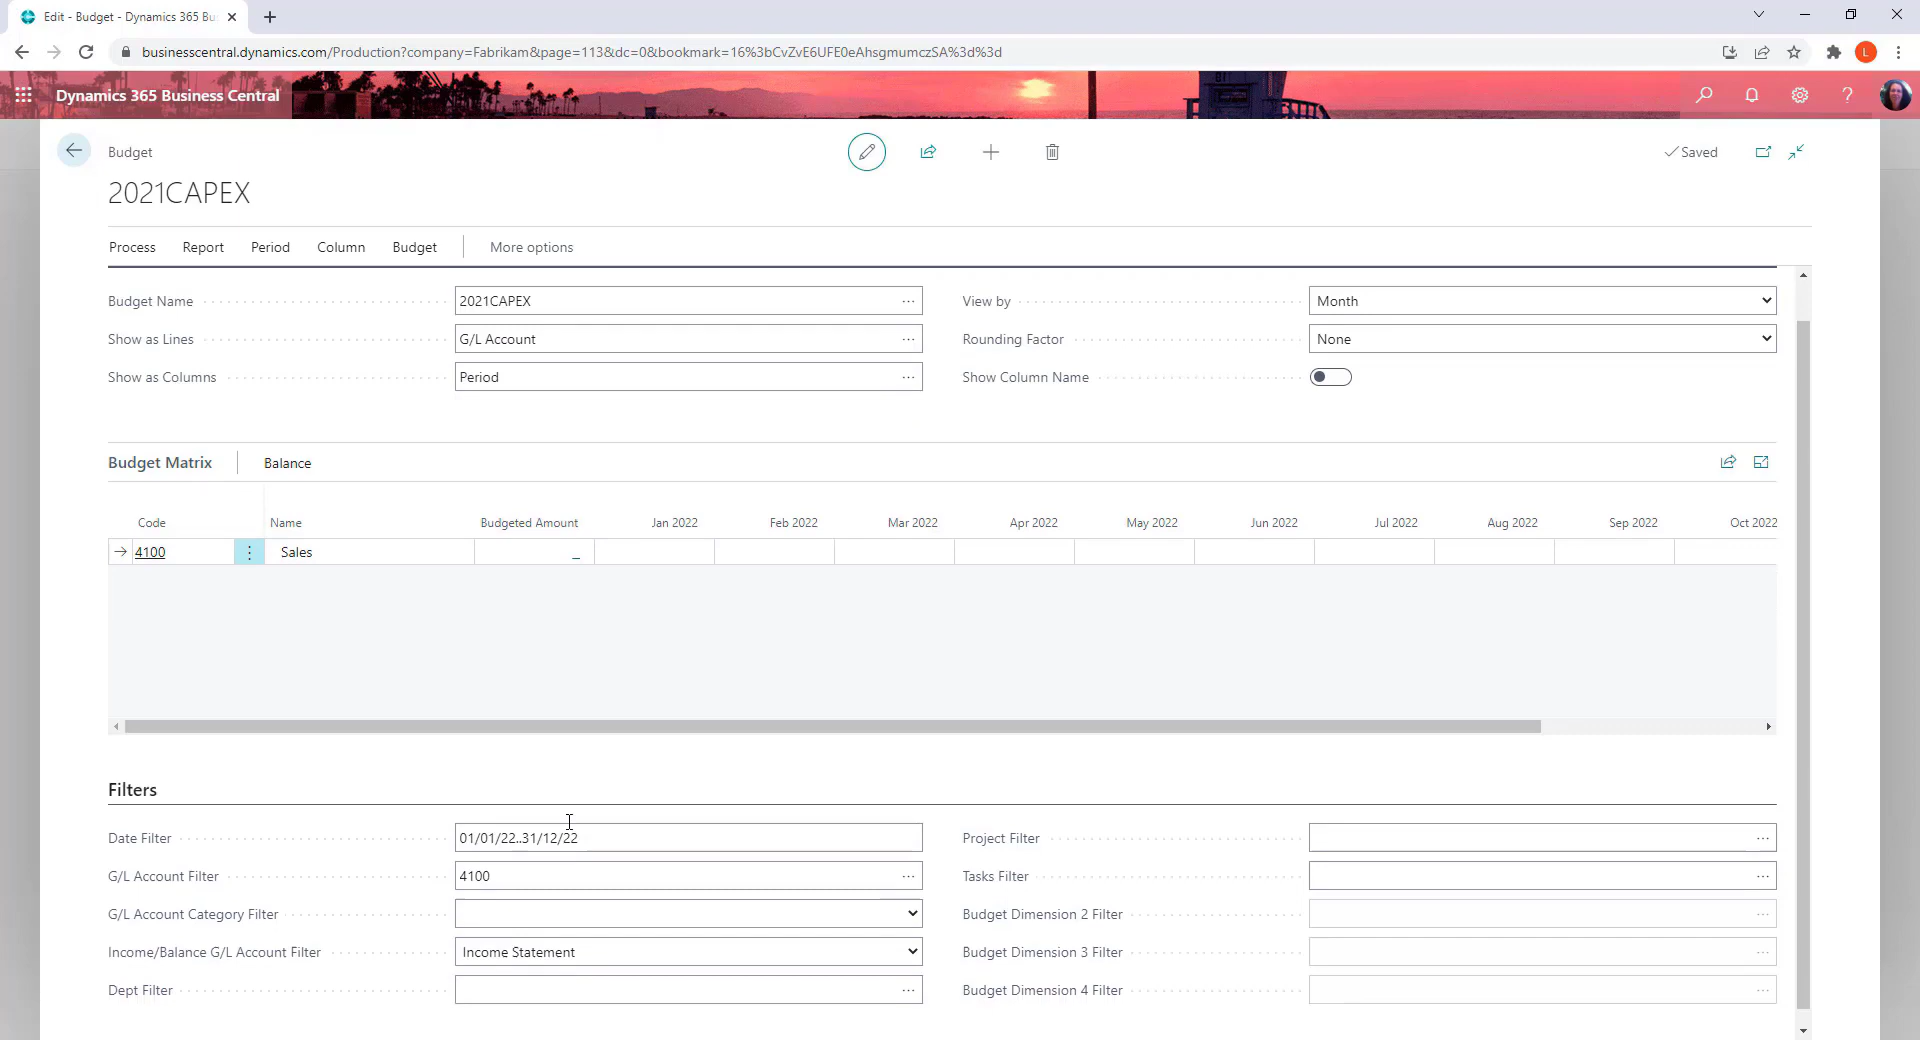 Edit - Budget - Dynamics 365 Bu
businesscentral.dynamics.com/Production?company=Fabrikam&page=113&dc=0&bookmark=16%3bCvZvE6UFE0eAhsgmumczSA%3d%3d
L
Dynamics 365 Business Central
Budget
Saved
2021CAPEX
Process Report Period Column Budget More options
Budget Name 2021CAPEX View by Month
Show as Lines G/L Account Rounding Factor None
Show as Columns Period Show Column Name
Budget Matrix Balance
Code Name Budgeted Amount Jan 2022 Feb 2022 Mar 2022 Apr 2022 May 2022 Jun 2022 Jul 2022 Aug 2022 Sep 2022 Oct 2022
4100 Sales _
Filters
Date Filter 01/01/22..31/12/22 Project Filter
G/L Account Filter 4100 Tasks Filter
G/L Account Category Filter Budget Dimension 2 Filter
Income/Balance G/L Account Filter Income Statement Budget Dimension 3 Filter
Dept Filter Budget Dimension 4 Filter